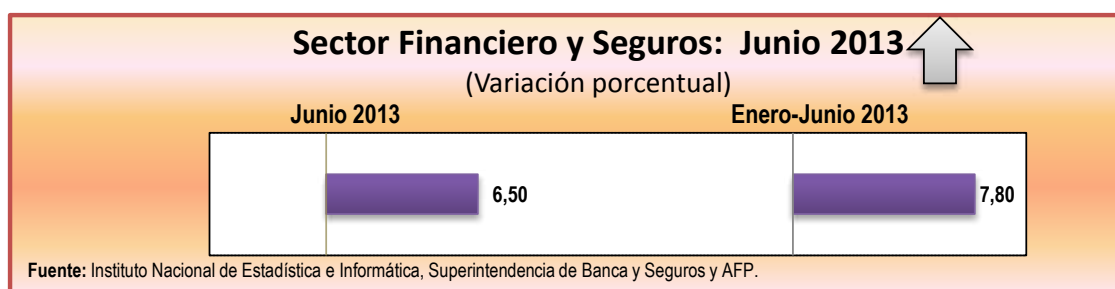 Sector Financiero y Seguros: Junio 2013
(Variación porcentual)
Junio 2013
Enero-Junio 2013
6,50
7,80
Fuente: Instituto Nacional de Estadística e Informática, Superintendencia de Banca y Seguros y AFP.